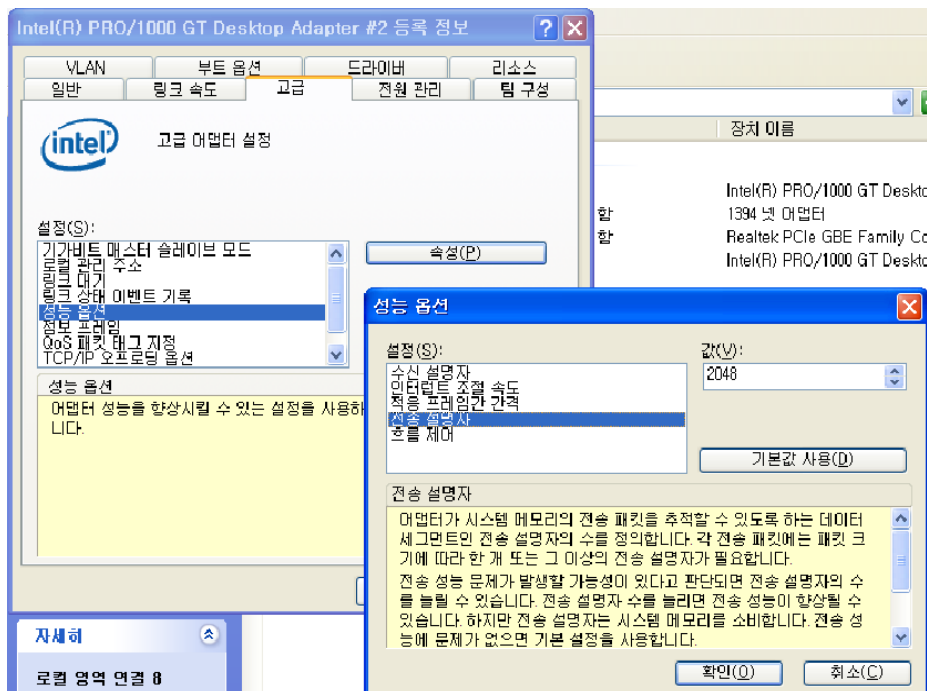 Intel(R) PRO/1000 GT Desktop Adapter #2 등록 정보
VLAN
부트 옵션
드라이버
리소스
일반
링크 속도
고급
전원 관리
팀 구성
intel
고급 어댑터 설정
설정(S):
기가비트 매스터 슬레이브 모드
로컬 관리 주소
링크 대기
링크 상태 이벤트 기록
성능 옵션
점보 프레임
QoS 패킷 태그 지정
TCP/IP 오프로딩 옵션
속성(P)
성능 옵션
어댑터 성능을 향상시킬 수 있는 설정을 사용하
니다.
장치 이름
Intel(R) PRO/1000 GT Deskto
함
1394 넷 어댑터
함
Realtek PCIe GBE Family Co
Intel(R) PRO/1000 GT Deskto
성능 옵션
설정(S):
수신 설명자
인터럽트 조절 속도
적응 프레임간 간격
전송 설명자
흐름 제어
값(V):
2048
기본값 사용(D)
전송 설명자
어댑터가 시스템 메모리의 전송 패킷을 추적할 수 있도록 하는 데이터
세그먼트인 전송 설명자의 수를 정의합니다. 각 전송 패킷에는 패킷 크
기에 따라 한 개 또는 그 이상의 전송 설명자가 필요합니다.
전송 성능 문제가 발생할 가능성이 있다고 판단되면 전송 설명자의 수
를 늘릴 수 있습니다. 전송 설명자 수를 늘리면 전송 성능이 향상될 수
있습니다. 하지만 전송 설명자는 시스템 메모리를 소비합니다. 전송 성
능에 문제가 없으면 기본 설정을 사용합니다.
확인(O)
취소(C)
자세히
로컬 영역 연결 8